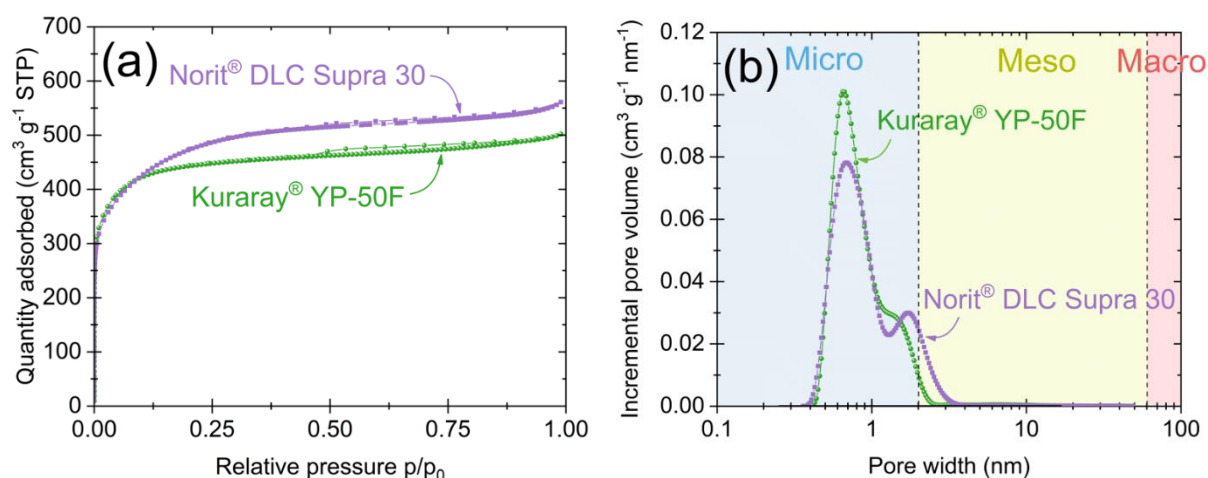 (a)
Norit® DLC Supra 30
Kuraray® YP-50F
Quantity adsorbed (cm³ g⁻¹ STP)
700
600
500
400
300
200
100
0
0.00
0.25
0.50
0.75
1.00
Relative pressure p/p₀
(b)
Micro
Meso
Macro
Kuraray® YP-50F
Norit® DLC Supra 30
Incremental pore volume (cm³ g⁻¹ nm⁻¹)
0.12
0.10
0.08
0.06
0.04
0.02
0.00
0.1
1
10
100
Pore width (nm)